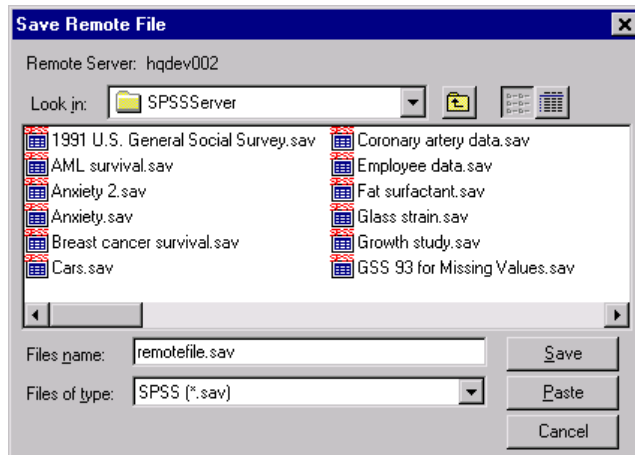 Save Remote File
Remote Server: hqdev002
Look in: SPSSServer
1991 U.S. General Social Survey.sav
AML survival.sav
Anxiety 2.sav
Anxiety.sav
Breast cancer survival.sav
Cars.sav
Coronary artery data.sav
Employee data.sav
Fat surfactant.sav
Glass strain.sav
Growth study.sav
GSS 93 for Missing Values.sav
Files name: remotefile.sav
Save
Files of type: SPSS (*.sav)
Paste
Cancel